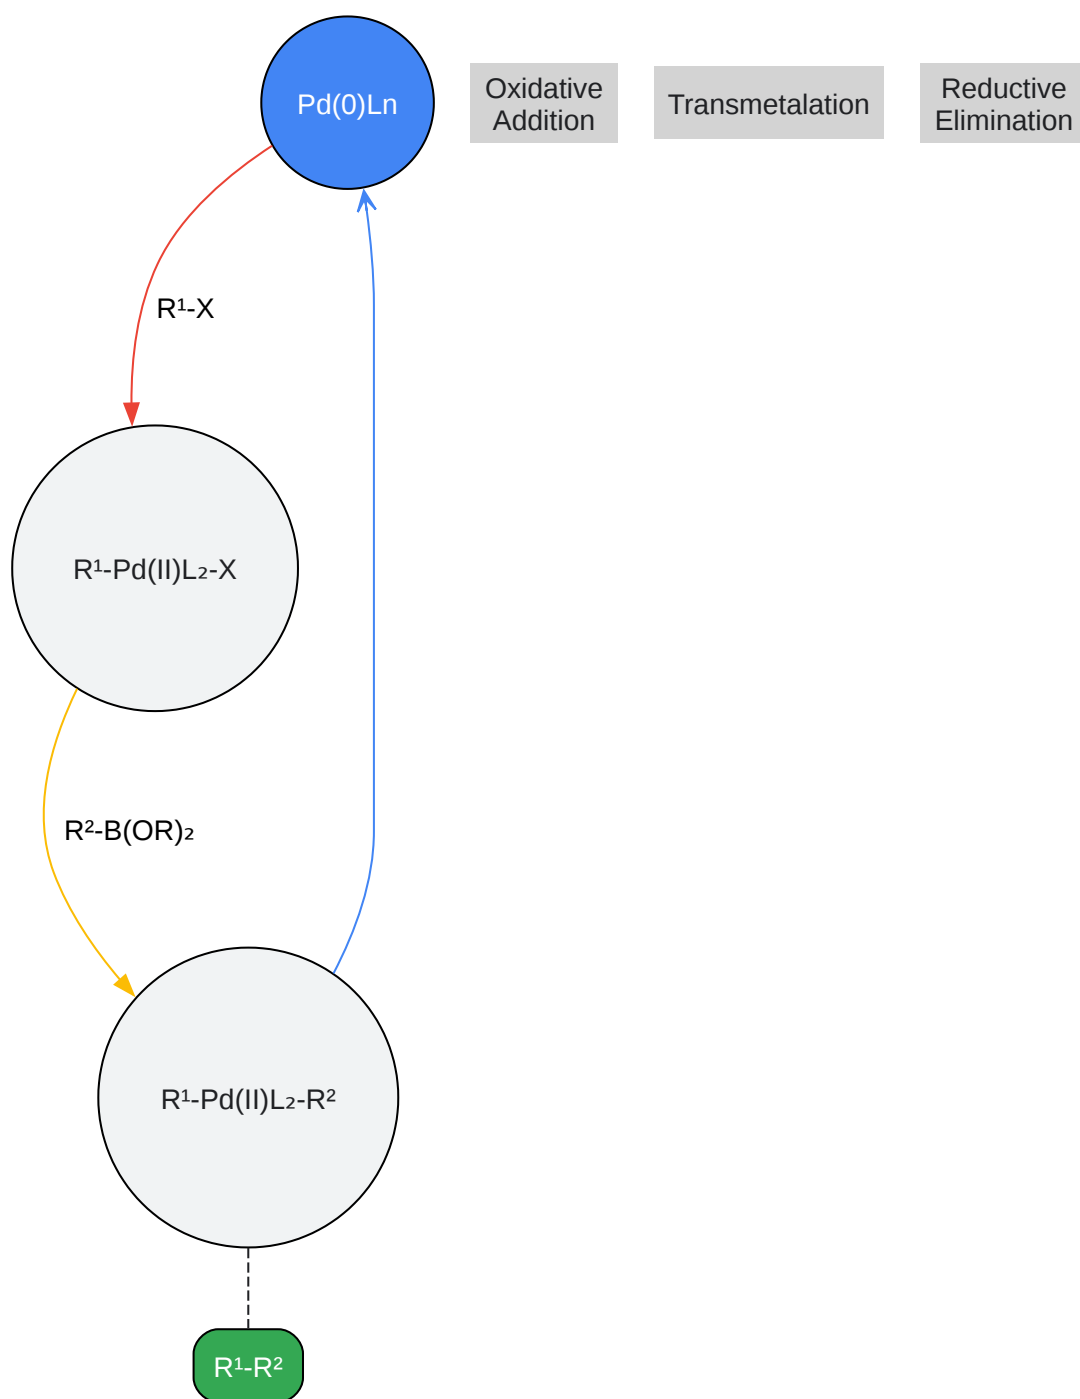 Pd(0)Ln
Oxidative
Addition
Transmetalation
Reductive
Elimination
R¹-X
R¹-Pd(II)L₂-X
R²-B(OR)₂
R¹-Pd(II)L₂-R²
R¹-R²